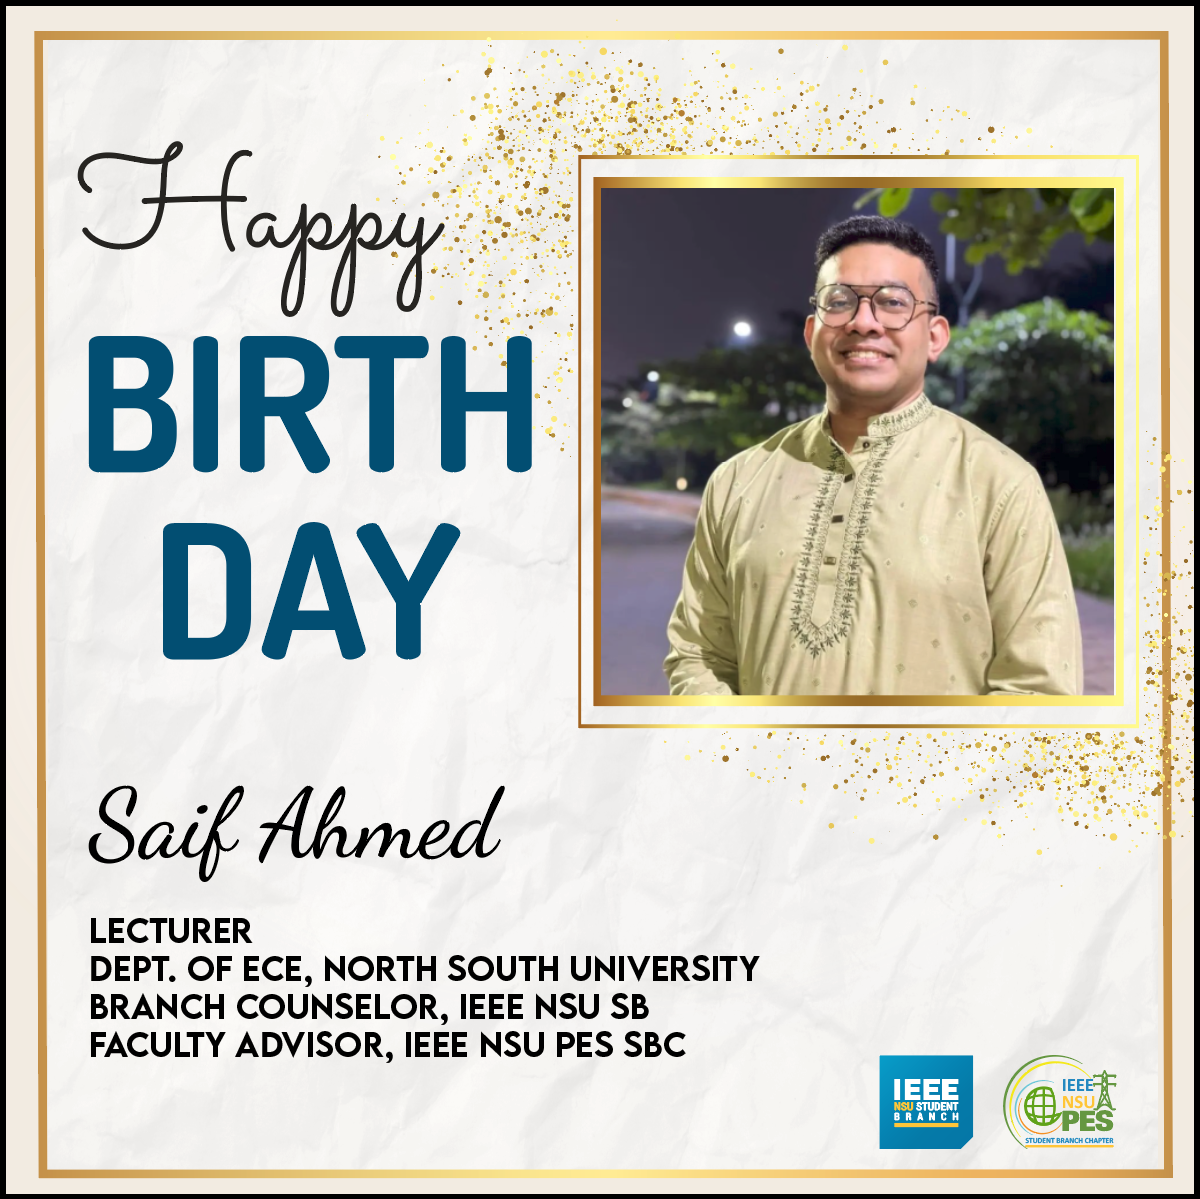 Happy
BIRTH
DAY
Saif Ahmed
LECTURER
DEPT. OF ECE, NORTH SOUTH UNIVERSITY
BRANCH COUNSELOR, IEEE NSU SB
FACULTY ADVISOR, IEEE NSU PES SBC
IEEE
NSU STUDENT
BRANCH
IEEE
NSU
PES
STUDENT BRANCH CHAPTER